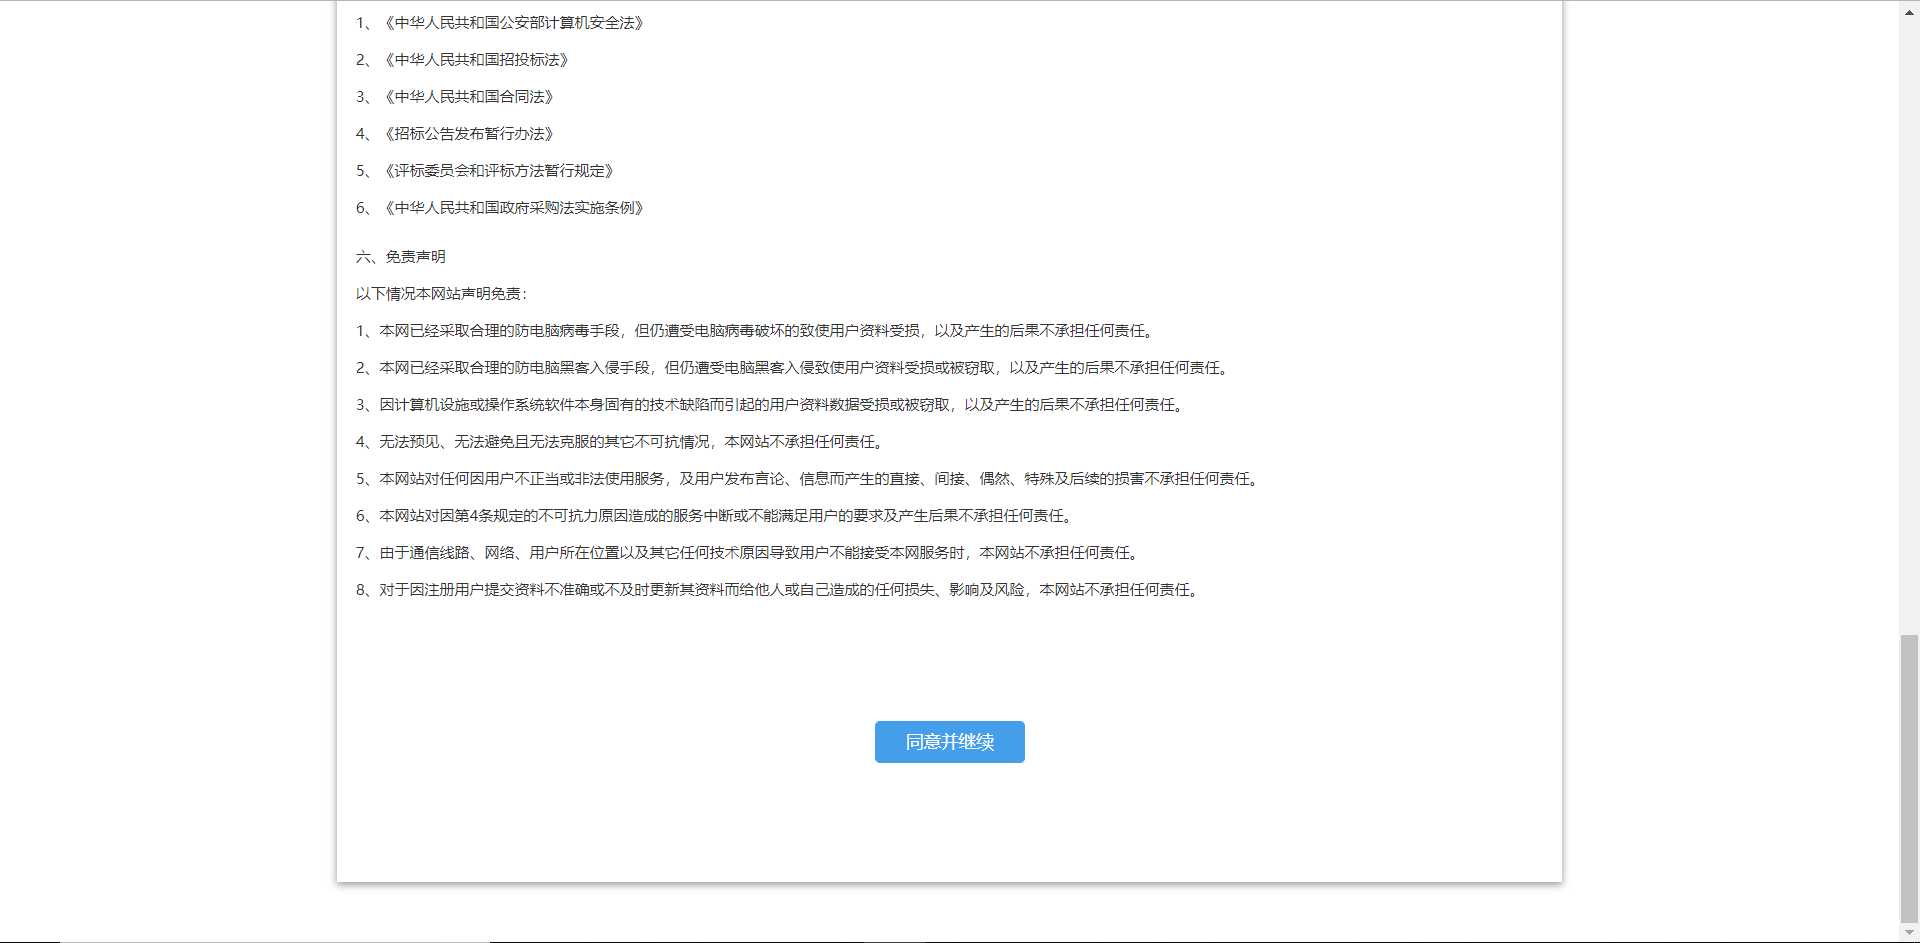 1、《中华人民共和国公安部计算机安全法》
2、《中华人民共和国招投标法》
3、《中华人民共和国合同法》
4、《招标公告发布暂行办法》
5、《评标委员会和评标方法暂行规定》
6、《中华人民共和国政府采购法实施条例》
六、免责声明
以下情况本网站声明免责：
1、本网已经采取合理的防电脑病毒手段，但仍遭受电脑病毒破坏的致使用户资料受损，以及产生的后果不承担任何责任。
2、本网已经采取合理的防电脑黑客入侵手段，但仍遭受电脑黑客入侵致使用户资料受损或被窃取，以及产生的后果不承担任何责任。
3、因计算机设施或操作系统软件本身固有的技术缺陷而引起的用户资料数据受损或被窃取，以及产生的后果不承担任何责任。
4、无法预见、无法避免且无法克服的其它不可抗情况，本网站不承担任何责任。
5、本网站对任何因用户不正当或非法使用服务，及用户发布言论、信息而产生的直接、间接、偶然、特殊及后续的损害不承担任何责任。
6、本网站对因第4条规定的不可抗力原因造成的服务中断或不能满足用户的要求及产生后果不承担任何责任。
7、由于通信线路、网络、用户所在位置以及其它任何技术原因导致用户不能接受本网服务时，本网站不承担任何责任。
8、对于因注册用户提交资料不准确或不及时更新其资料而给他人或自己造成的任何损失、影响及风险，本网站不承担任何责任。
同意并继续